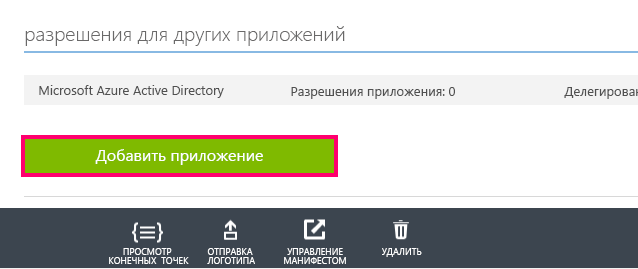 разрешения для других приложений
Microsoft Azure Active Directory Разрешения приложения: 0 Делегирован
Добавить приложение
ПРОСМОТР КОНЕЧНЫХ ТОЧЕК
ОТПРАВКА ЛОГОТИПА
УПРАВЛЕНИЕ МАНИФЕСТОМ
УДАЛИТЬ